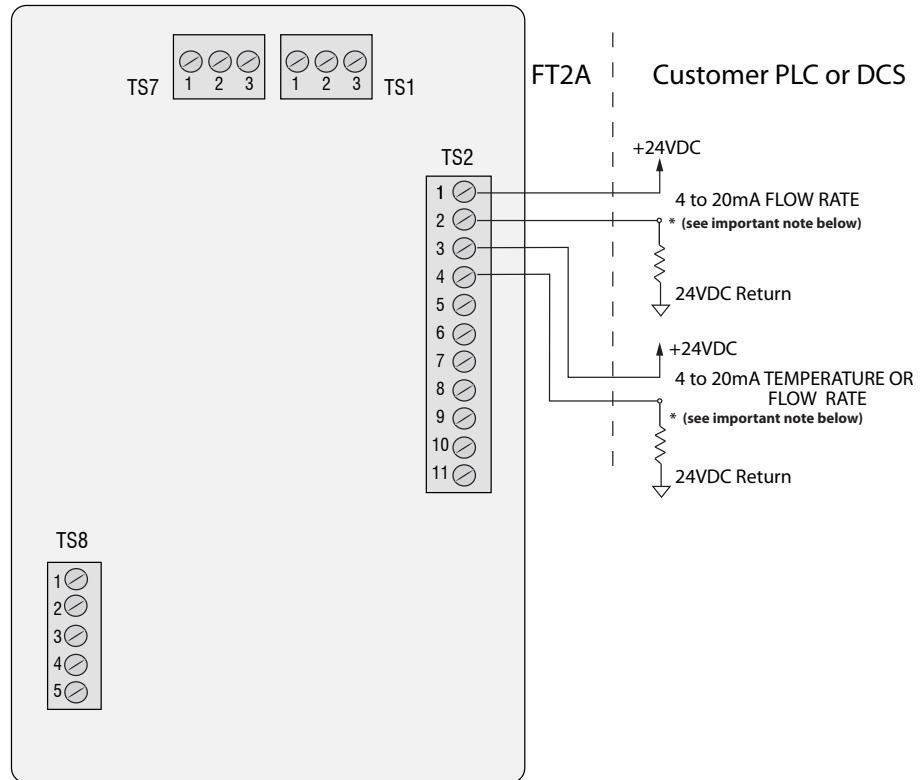 TS7
1 2 3
1 2 3
TS1
FT2A
Customer PLC or DCS
TS2
1
2
3
4
5
6
7
8
9
10
11
+24VDC
4 to 20mA FLOW RATE
* (see important note below)
24VDC Return
+24VDC
4 to 20mA TEMPERATURE OR
FLOW RATE
* (see important note below)
24VDC Return
TS8
1
2
3
4
5